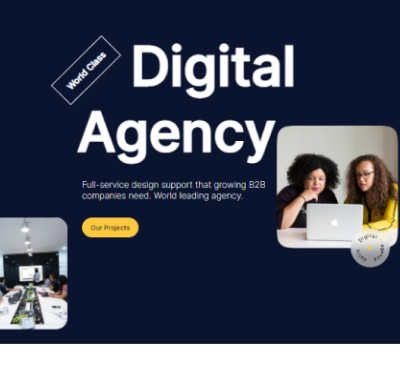 World Class
Digital
Agency
Full-service design support that growing B2B
companies need. World leading agency.
Our Projects
Digital